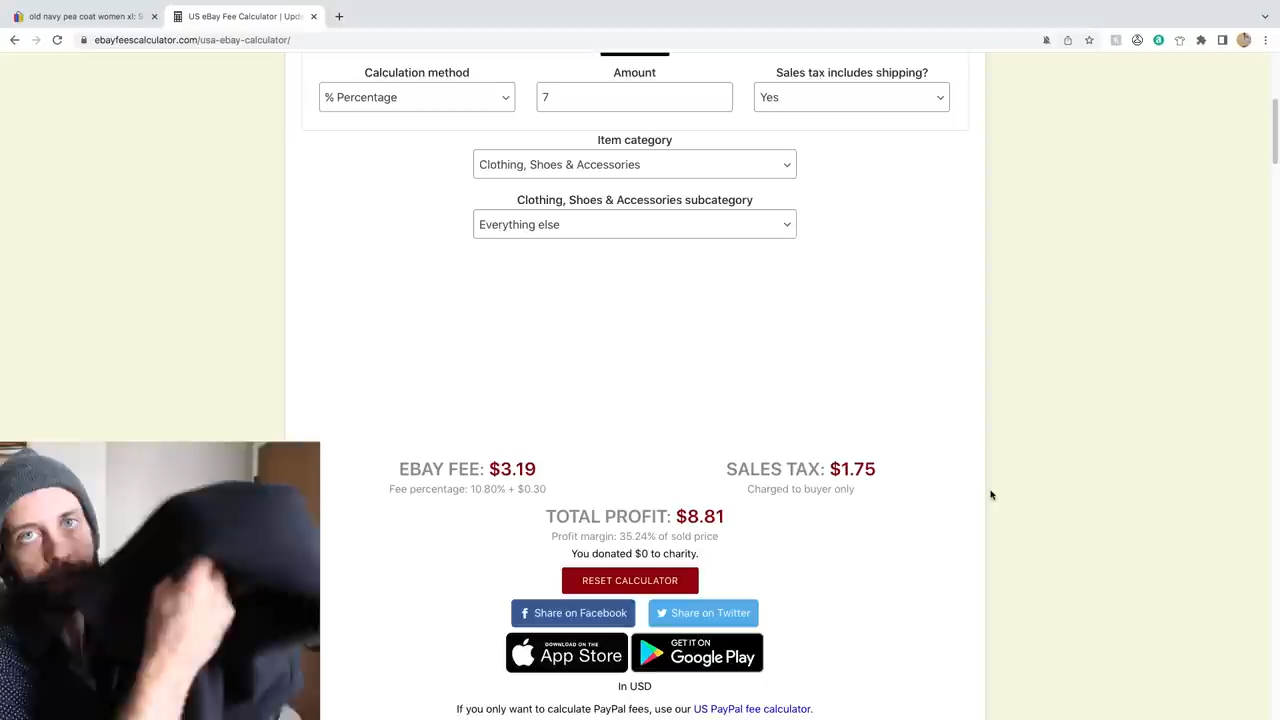 old navy pea coat women xl: 5
US eBay Fee Calculator | Upda
ebayfeescalculator.com/usa-ebay-calculator/
Calculation method
Amount
Sales tax includes shipping?
% Percentage
7
Yes
Item category
Clothing, Shoes & Accessories
Clothing, Shoes & Accessories subcategory
Everything else
EBAY FEE: $3.19
SALES TAX: $1.75
Fee percentage: 10.80% + $0.30
Charged to buyer only
TOTAL PROFIT: $8.81
Profit margin: 35.24% of sold price
You donated $0 to charity.
RESET CALCULATOR
Share on Facebook
Share on Twitter
Download on the App Store
GET IT ON Google Play
In USD
If you only want to calculate PayPal fees, use our US PayPal fee calculator.